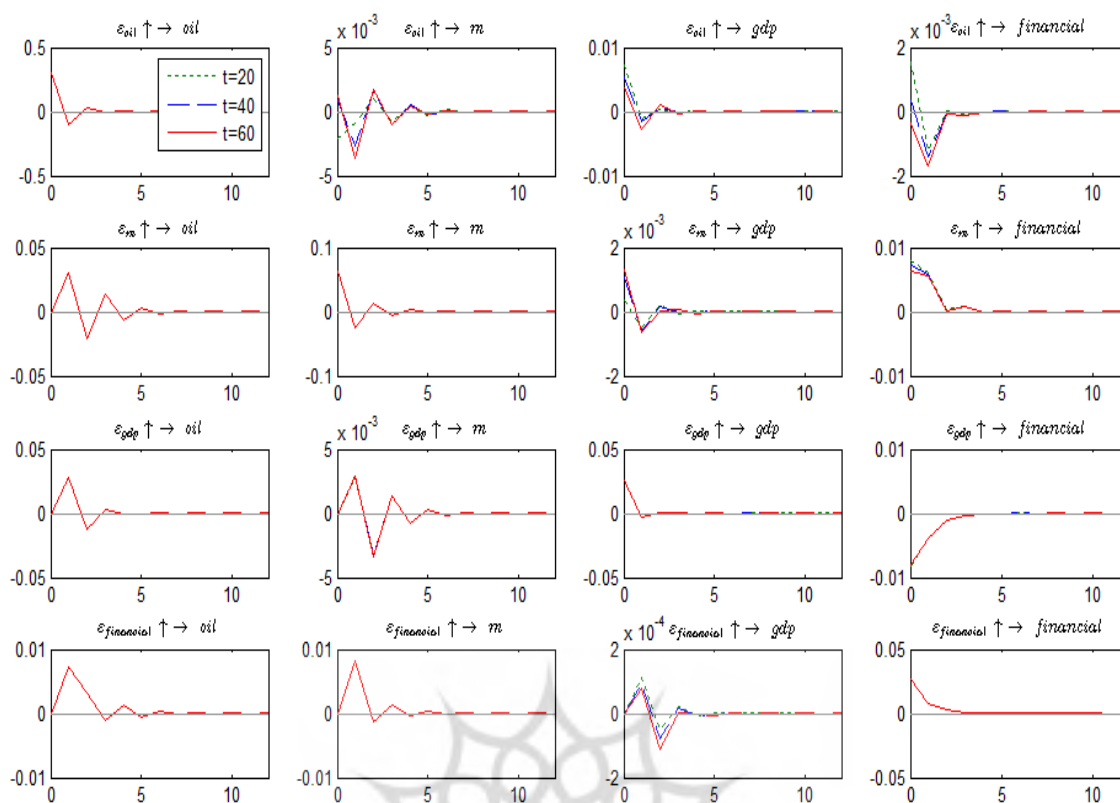 ε_oil ↑ → oil
0.5
0
-0.5
0 5 10
t=20
t=40
t=60
× 10^-3
ε_oil ↑ → m
5
0
-5
0 5 10
ε_oil ↑ → gdp
0.01
0
-0.01
0 5 10
× 10^-3
ε_oil ↑ → financial
2
0
-2
0 5 10
ε_m ↑ → oil
0.05
0
-0.05
0 5 10
ε_m ↑ → m
0.1
0
-0.1
0 5 10
× 10^-3
ε_m ↑ → gdp
2
0
-2
0 5 10
ε_m ↑ → financial
0.01
0
-0.01
0 5 10
ε_gdp ↑ → oil
0.05
0
-0.05
0 5 10
× 10^-3
ε_gdp ↑ → m
5
0
-5
0 5 10
ε_gdp ↑ → gdp
0.05
0
-0.05
0 5 10
ε_gdp ↑ → financial
0.01
0
-0.01
0 5 10
ε_financial ↑ → oil
0.01
0
-0.01
0 5 10
ε_financial ↑ → m
0.01
0
-0.01
0 5 10
× 10^-4
ε_financial ↑ → gdp
2
0
-2
0 5 10
ε_financial ↑ → financial
0.05
0
-0.05
0 5 10